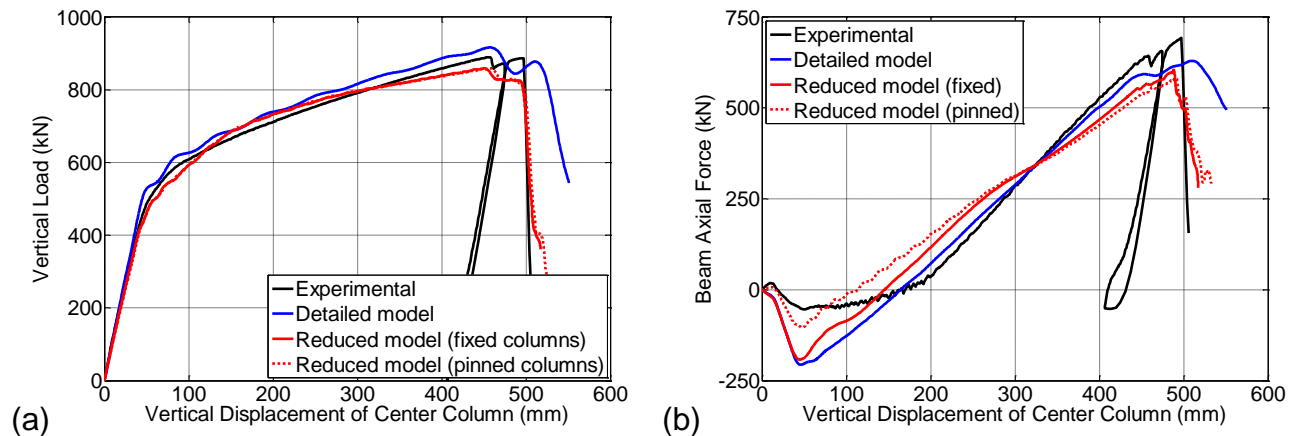 1000
800
600
400
200
0
Vertical Load (kN)
Experimental
Detailed model
Reduced model (fixed columns)
Reduced model (pinned columns)
0 100 200 300 400 500 600
(a) Vertical Displacement of Center Column (mm)
750
500
250
0
-250
Beam Axial Force (kN)
Experimental
Detailed model
Reduced model (fixed)
Reduced model (pinned)
0 100 200 300 400 500 600
(b) Vertical Displacement of Center Column (mm)